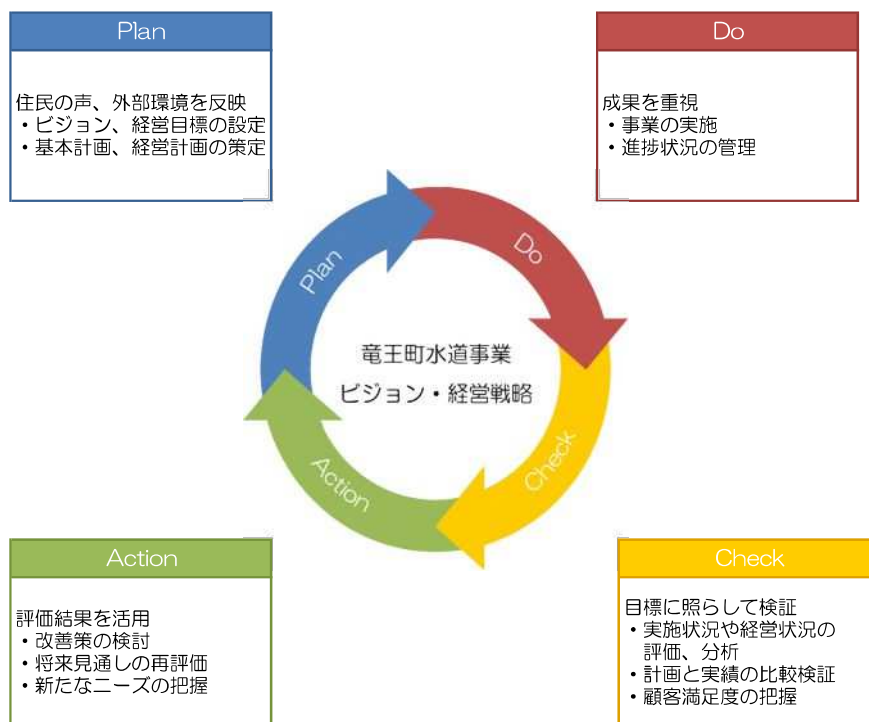 Plan
住民の声、外部環境を反映
・ビジョン、経営目標の設定
・基本計画、経営計画の策定
Do
成果を重視
・事業の実施
・進捗状況の管理
Plan
Do
竜王町水道事業
ビジョン・経営戦略
Action
Check
Action
評価結果を活用
・改善策の検討
・将来見通しの再評価
・新たなニーズの把握
Check
目標に照らして検証
・実施状況や経営状況の
評価、分析
・計画と実績の比較検証
・顧客満足度の把握